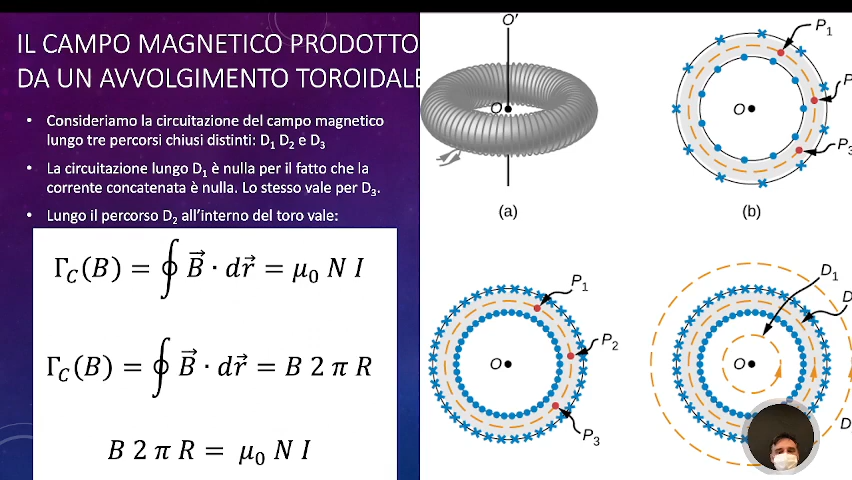 IL CAMPO MAGNETICO PRODOTTO
DA UN AVVOLGIMENTO TOROIDALE
• Consideriamo la circuitazione del campo magnetico
lungo tre percorsi chiusi distinti: D₁ D₂ e D₃
• La circuitazione lungo D₁ è nulla per il fatto che la
corrente concatenata è nulla. Lo stesso vale per D₃.
• Lungo il percorso D₂ all'interno del toro vale:
Γ_C(B) = ∮ B⃗ · dr⃗ = μ₀ N I
Γ_C(B) = ∮ B⃗ · dr⃗ = B 2 π R
B 2 π R = μ₀ N I
O'
O
(a)
P₁
P
O
P₃
(b)
P₁
P₂
O
P₃
D₁
D
O
D